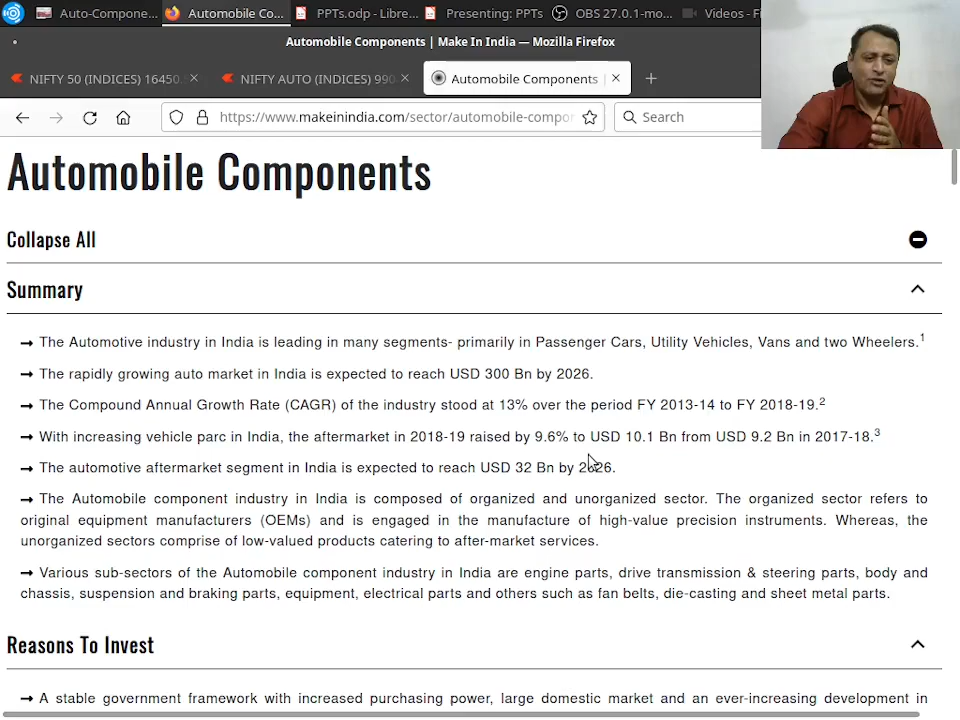 Auto-Compone...
Automobile Co...
PPTs.odp - Libre...
Presenting: PPTs
OBS 27.0.1-mo...
Videos - Fi
Automobile Components | Make In India — Mozilla Firefox
NIFTY 50 (INDICES) 16450
NIFTY AUTO (INDICES) 990
Automobile Components
https://www.makeinindia.com/sector/automobile-compo
Search
Automobile Components
Collapse All
Summary
➞ The Automotive industry in India is leading in many segments- primarily in Passenger Cars, Utility Vehicles, Vans and two Wheelers.1
➞ The rapidly growing auto market in India is expected to reach USD 300 Bn by 2026.
➞ The Compound Annual Growth Rate (CAGR) of the industry stood at 13% over the period FY 2013-14 to FY 2018-19.2
➞ With increasing vehicle parc in India, the aftermarket in 2018-19 raised by 9.6% to USD 10.1 Bn from USD 9.2 Bn in 2017-18.3
➞ The automotive aftermarket segment in India is expected to reach USD 32 Bn by 2026.
➞ The Automobile component industry in India is composed of organized and unorganized sector. The organized sector refers to
original equipment manufacturers (OEMs) and is engaged in the manufacture of high-value precision instruments. Whereas, the
unorganized sectors comprise of low-valued products catering to after-market services.
➞ Various sub-sectors of the Automobile component industry in India are engine parts, drive transmission & steering parts, body and
chassis, suspension and braking parts, equipment, electrical parts and others such as fan belts, die-casting and sheet metal parts.
Reasons To Invest
➞ A stable government framework with increased purchasing power, large domestic market and an ever-increasing development in